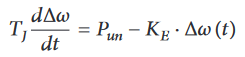 T_J dΔω/dt = P_un − K_E · Δω (t)